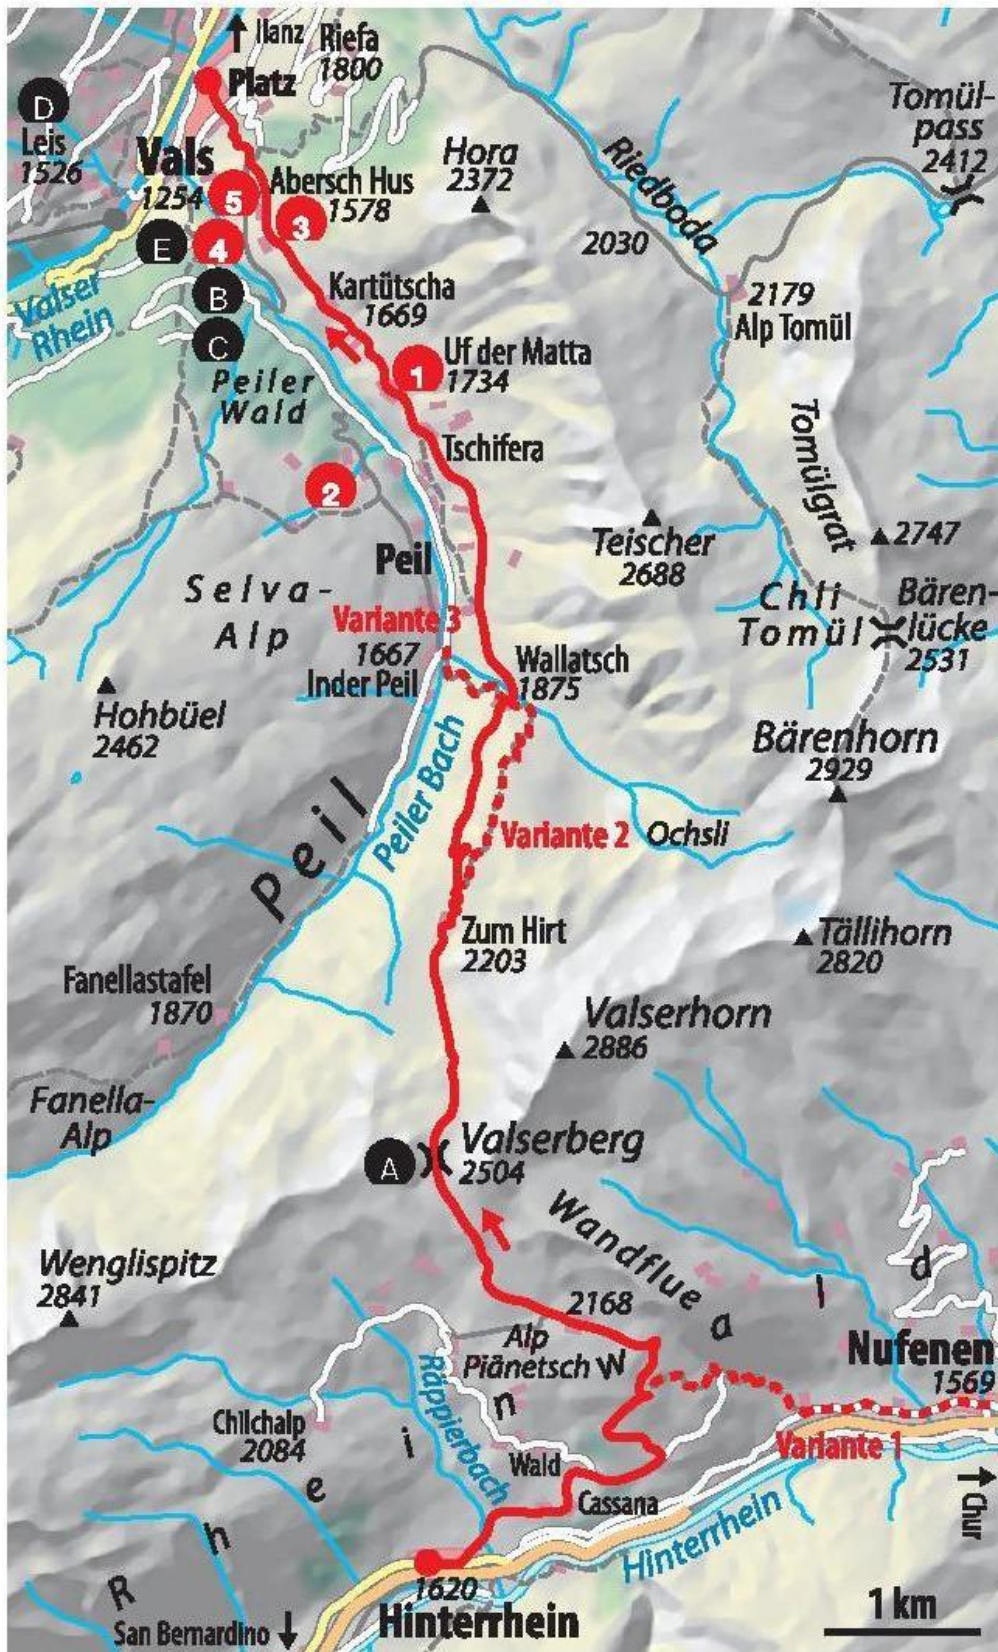 Ilanz
Riefa
1800
Platz
D
Leis
1526
Vals
1254
5
Abersch Hus
1578
3
E
4
Valser
Rhein
B
C
Peiler
Wald
Hora
2372
Riedboda
2030
Tomül-
pass
2412
Kartütscha
1669
2179
Alp Tomül
1
Uf der Matta
1734
Tschifera
Tomülgrat
2
Teischer
2688
2747
Peil
Selva-
Alp
Variante 3
1667
Inder Peil
Chli
Tomül
Bären-
lücke
2531
Wallatsch
1875
Hohbüel
2462
Bärenhorn
2929
Peil
Peiler Bach
Variante 2
Ochsli
Zum Hirt
2203
Tällihorn
2820
Fanellastafel
1870
Valserhorn
2886
Fanella-
Alp
A
Valserberg
2504
Wandflue
Wenglispitz
2841
2168
Alp
Piänetsch
Nufenen
1569
Räppierbach
Chilchalp
2084
Wald
Cassana
Variante 1
Chur
Rheinwald
Hinterrhein
1620
Hinterrhein
San Bernardino
1 km